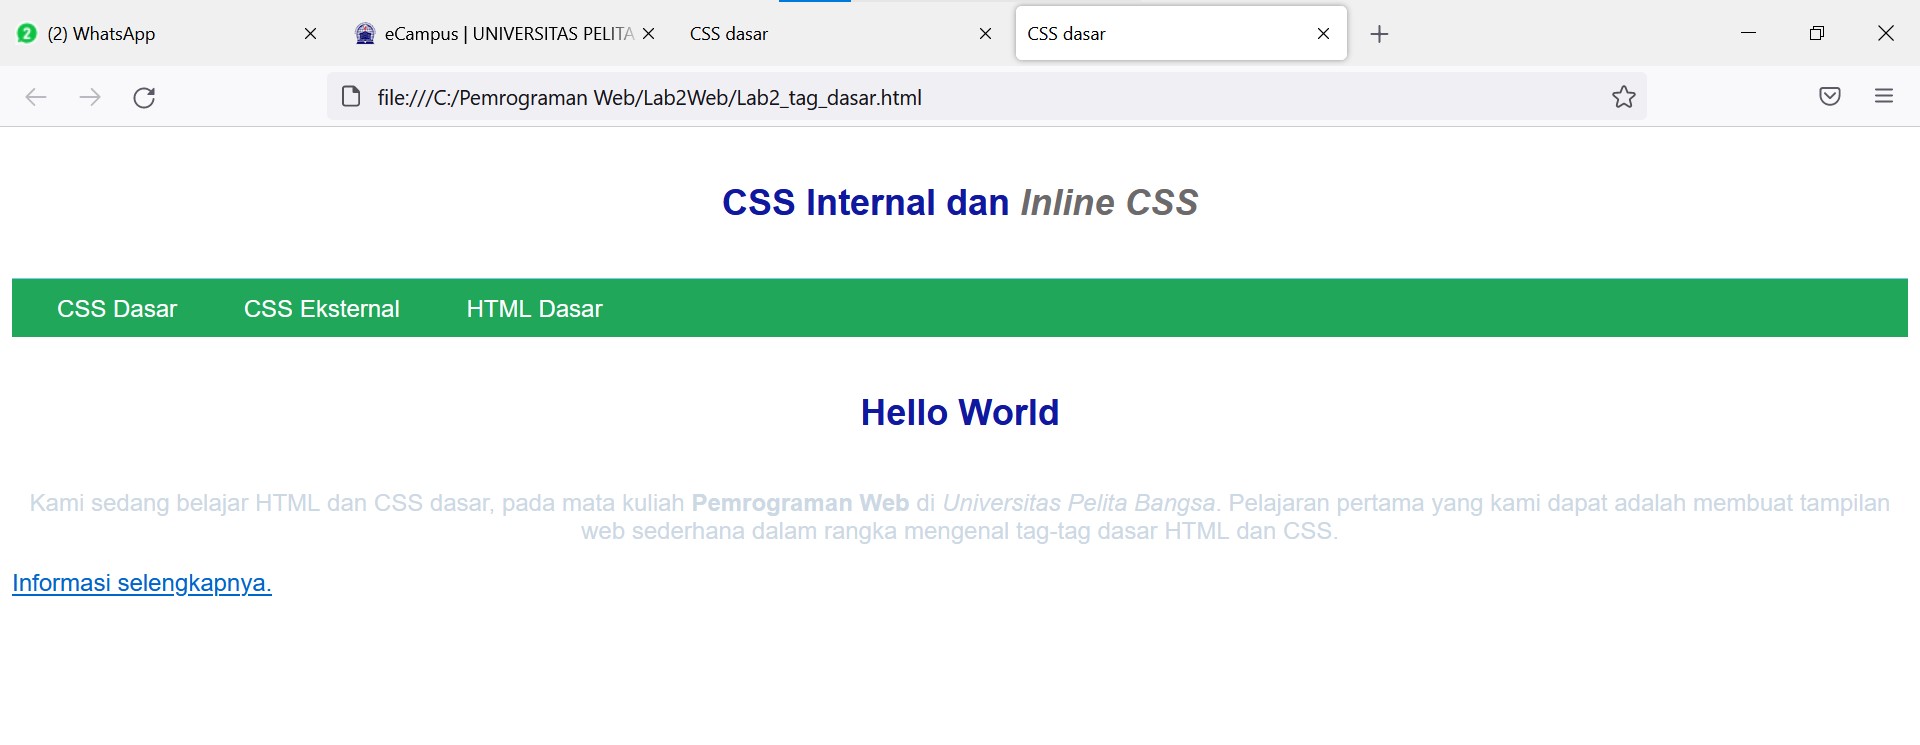 2 (2) WhatsApp eCampus | UNIVERSITAS PELITA CSS dasar CSS dasar
file:///C:/Pemrograman Web/Lab2Web/Lab2_tag_dasar.html
CSS Internal dan Inline CSS
CSS Dasar CSS Eksternal HTML Dasar
Hello World
Kami sedang belajar HTML dan CSS dasar, pada mata kuliah Pemrograman Web di Universitas Pelita Bangsa. Pelajaran pertama yang kami dapat adalah membuat tampilan
web sederhana dalam rangka mengenal tag-tag dasar HTML dan CSS.
Informasi selengkapnya.